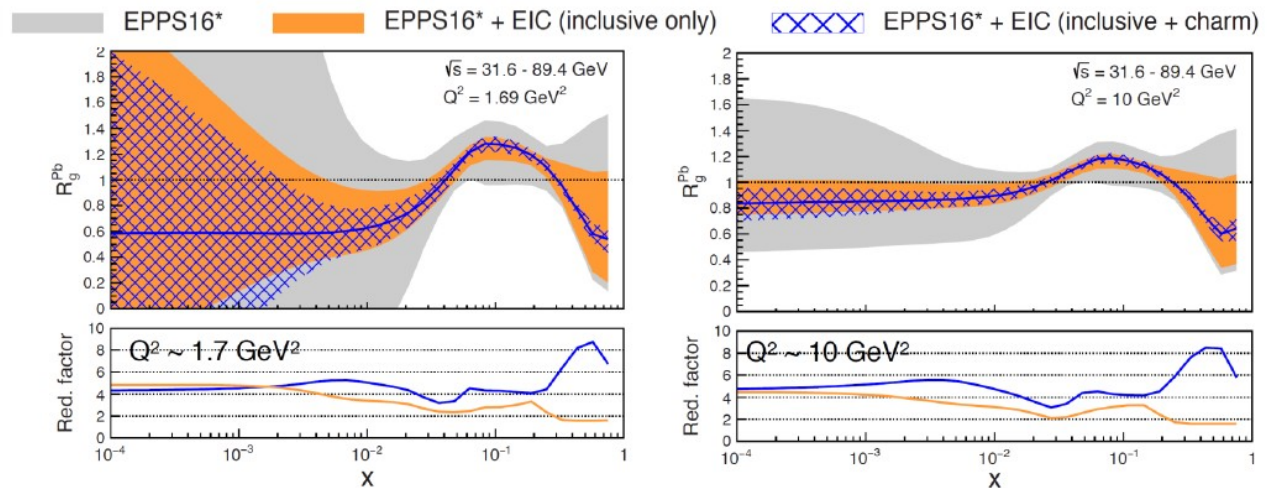 EPPS16* EPPS16* + EIC (inclusive only) EPPS16* + EIC (inclusive + charm)
√s = 31.6 - 89.4 GeV
Q² = 1.69 GeV²
R_g^Pb
2
1.8
1.6
1.4
1.2
1
0.8
0.6
0.4
0.2
0
Q² ~ 1.7 GeV²
Red. factor
10
8
6
4
2
0
10⁻⁴ 10⁻³ 10⁻² 10⁻¹ 1
x
√s = 31.6 - 89.4 GeV
Q² = 10 GeV²
R_g^Pb
2
1.8
1.6
1.4
1.2
1
0.8
0.6
0.4
0.2
0
Q² ~ 10 GeV²
Red. factor
10
8
6
4
2
0
10⁻⁴ 10⁻³ 10⁻² 10⁻¹ 1
x